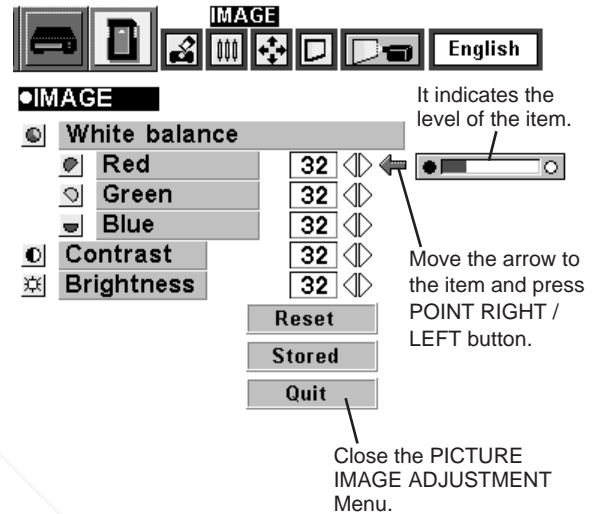 IMAGE
English
●IMAGE
It indicates the
level of the item.
White balance
Red 32
Green 32
Blue 32
Contrast 32
Brightness 32
Move the arrow to
the item and press
POINT RIGHT /
LEFT button.
Reset
Stored
Quit
Close the PICTURE
IMAGE ADJUSTMENT
Menu.